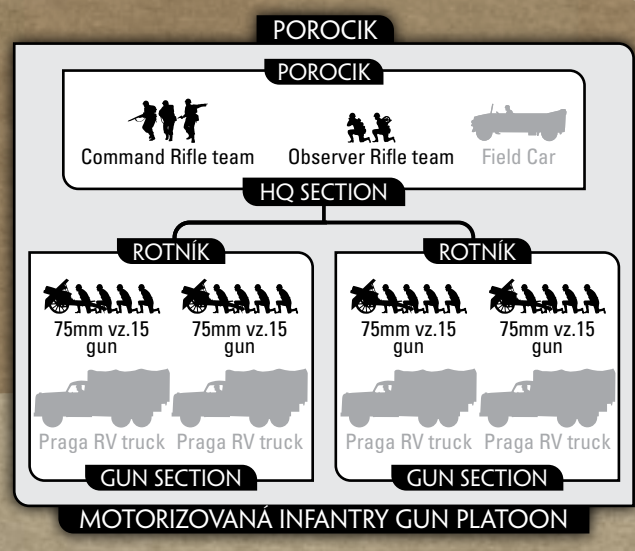 POROCIK
POROCIK
Command Rifle team Observer Rifle team Field Car
HQ SECTION
ROTNÍK ROTNÍK
75mm vz.15 75mm vz.15 75mm vz.15 75mm vz.15
gun gun gun gun
Praga RV truck Praga RV truck Praga RV truck Praga RV truck
GUN SECTION GUN SECTION
MOTORIZOVANÁ INFANTRY GUN PLATOON